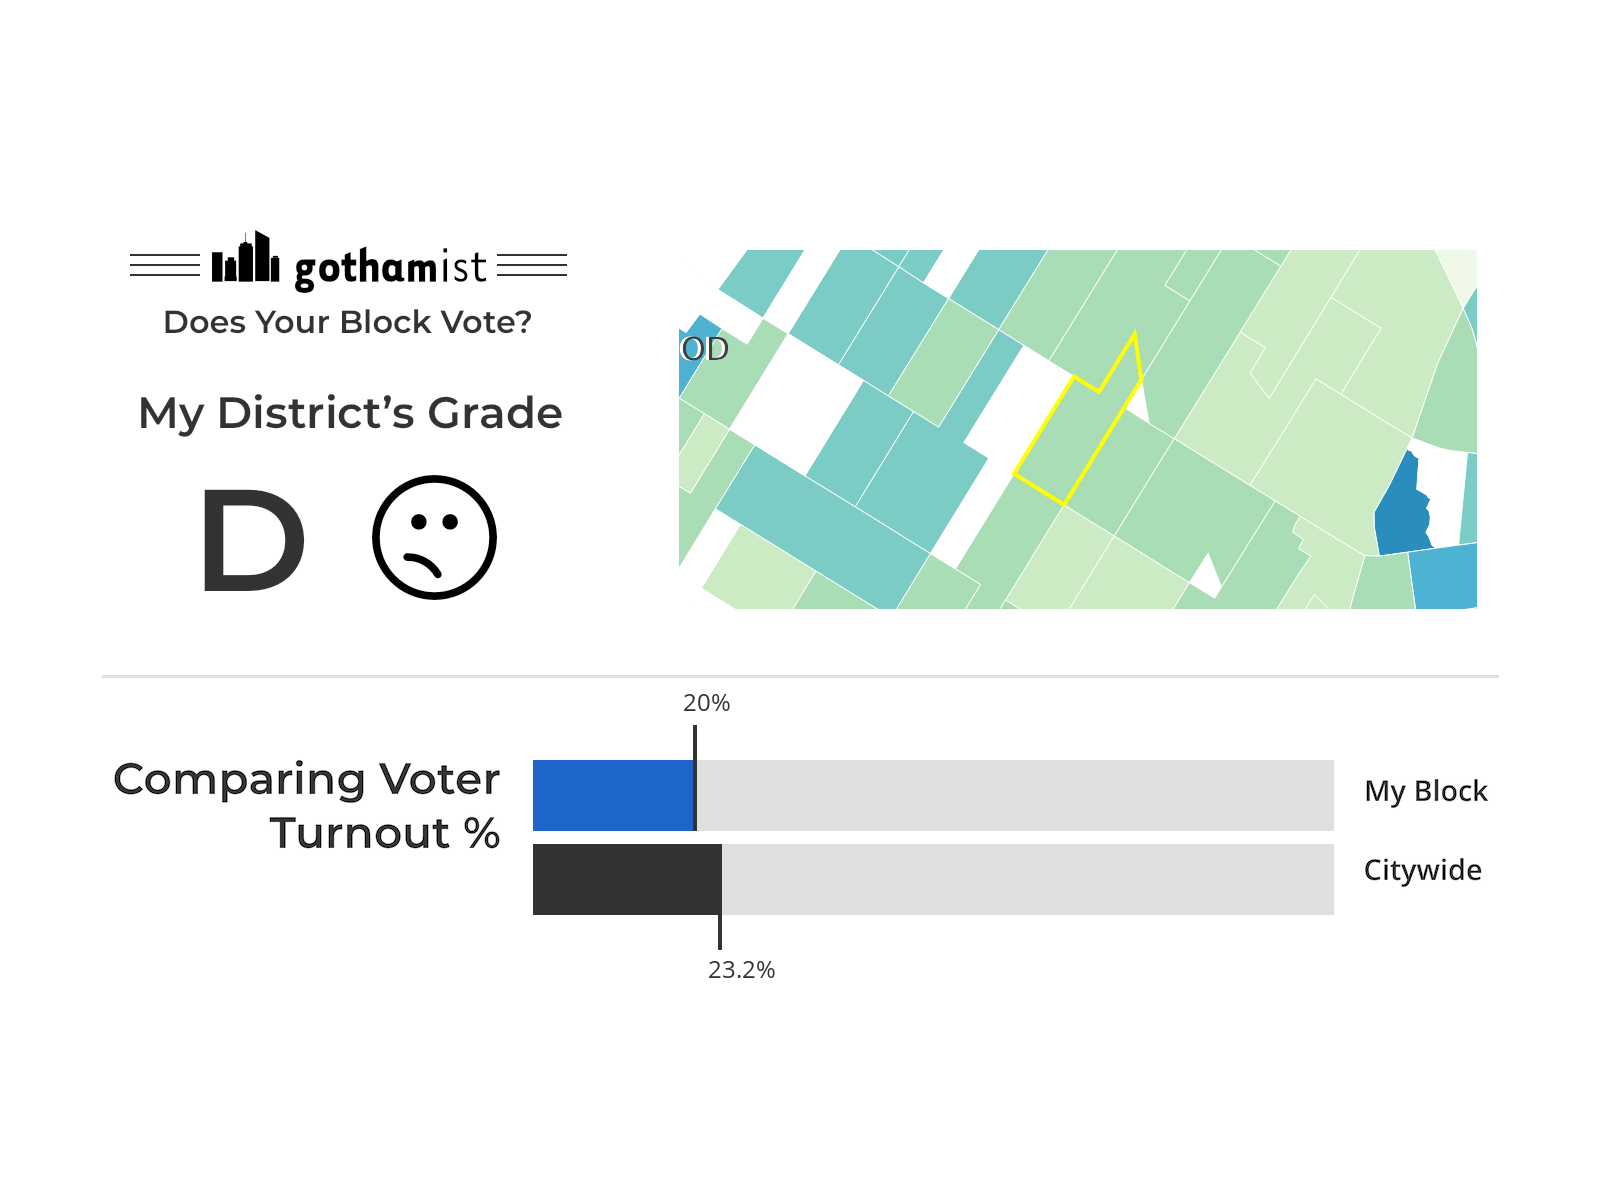 gothamist
Does Your Block Vote?
My District's Grade
D
OD
20%
Comparing Voter
Turnout %
My Block
Citywide
23.2%